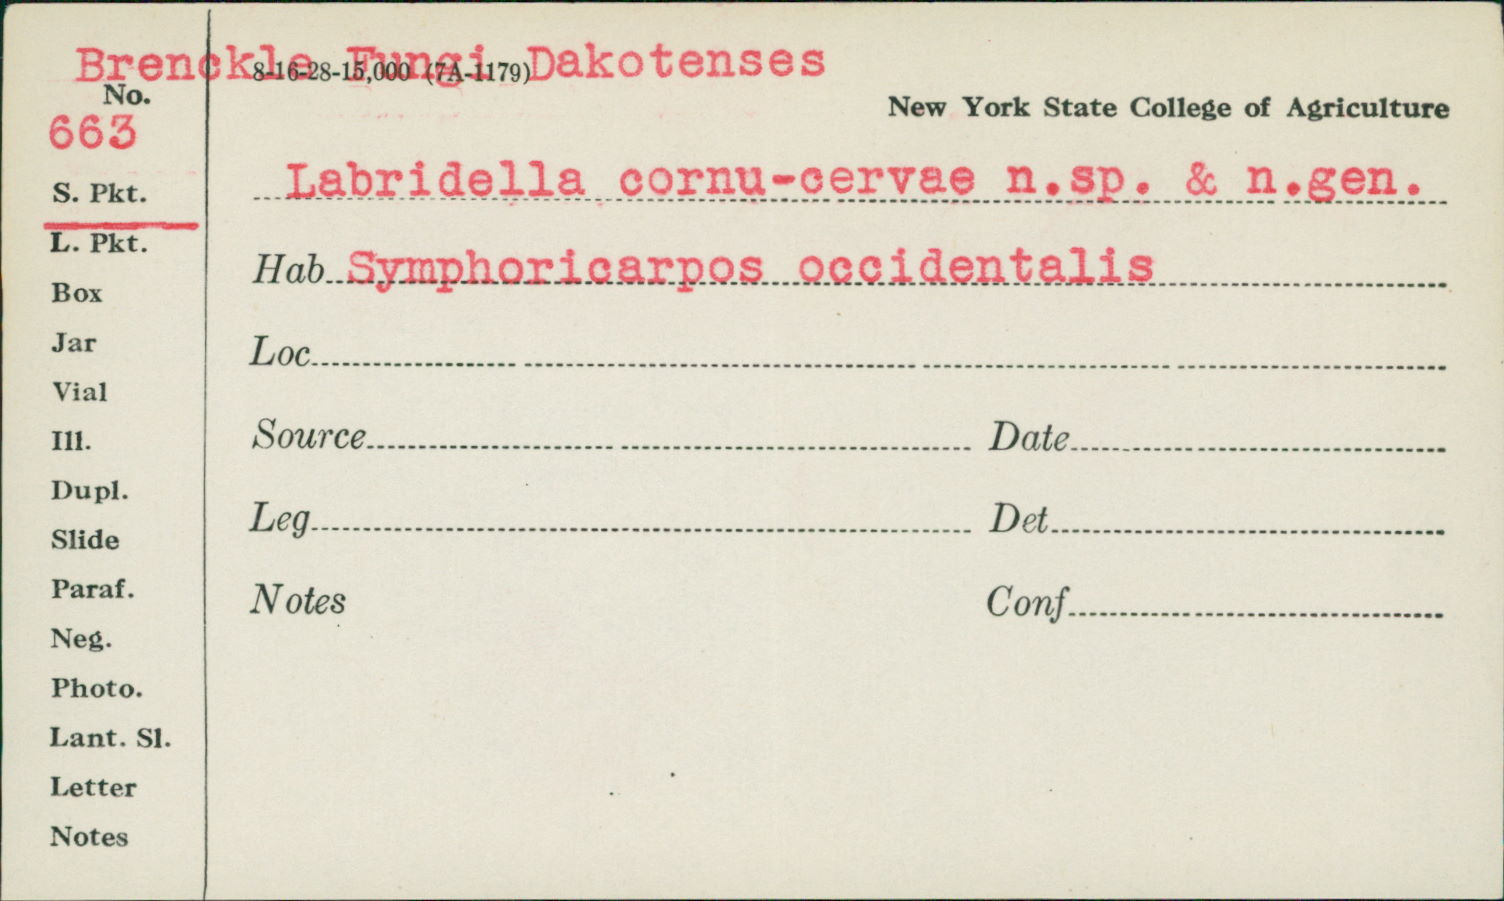 Brenckle Fungi Dakotenses
8-16-28-15,000 (7A-1179)
No.
663
New York State College of Agriculture
Labridella cornu-cervae n.sp. & n.gen.
S. Pkt.
L. Pkt.
Hab. Symphoricarpos occidentalis
Box
Jar
Loc.
Vial
Ill.
Source
Date
Dupl.
Leg.
Det.
Slide
Paraf.
Notes
Conf.
Neg.
Photo.
Lant. Sl.
Letter
Notes